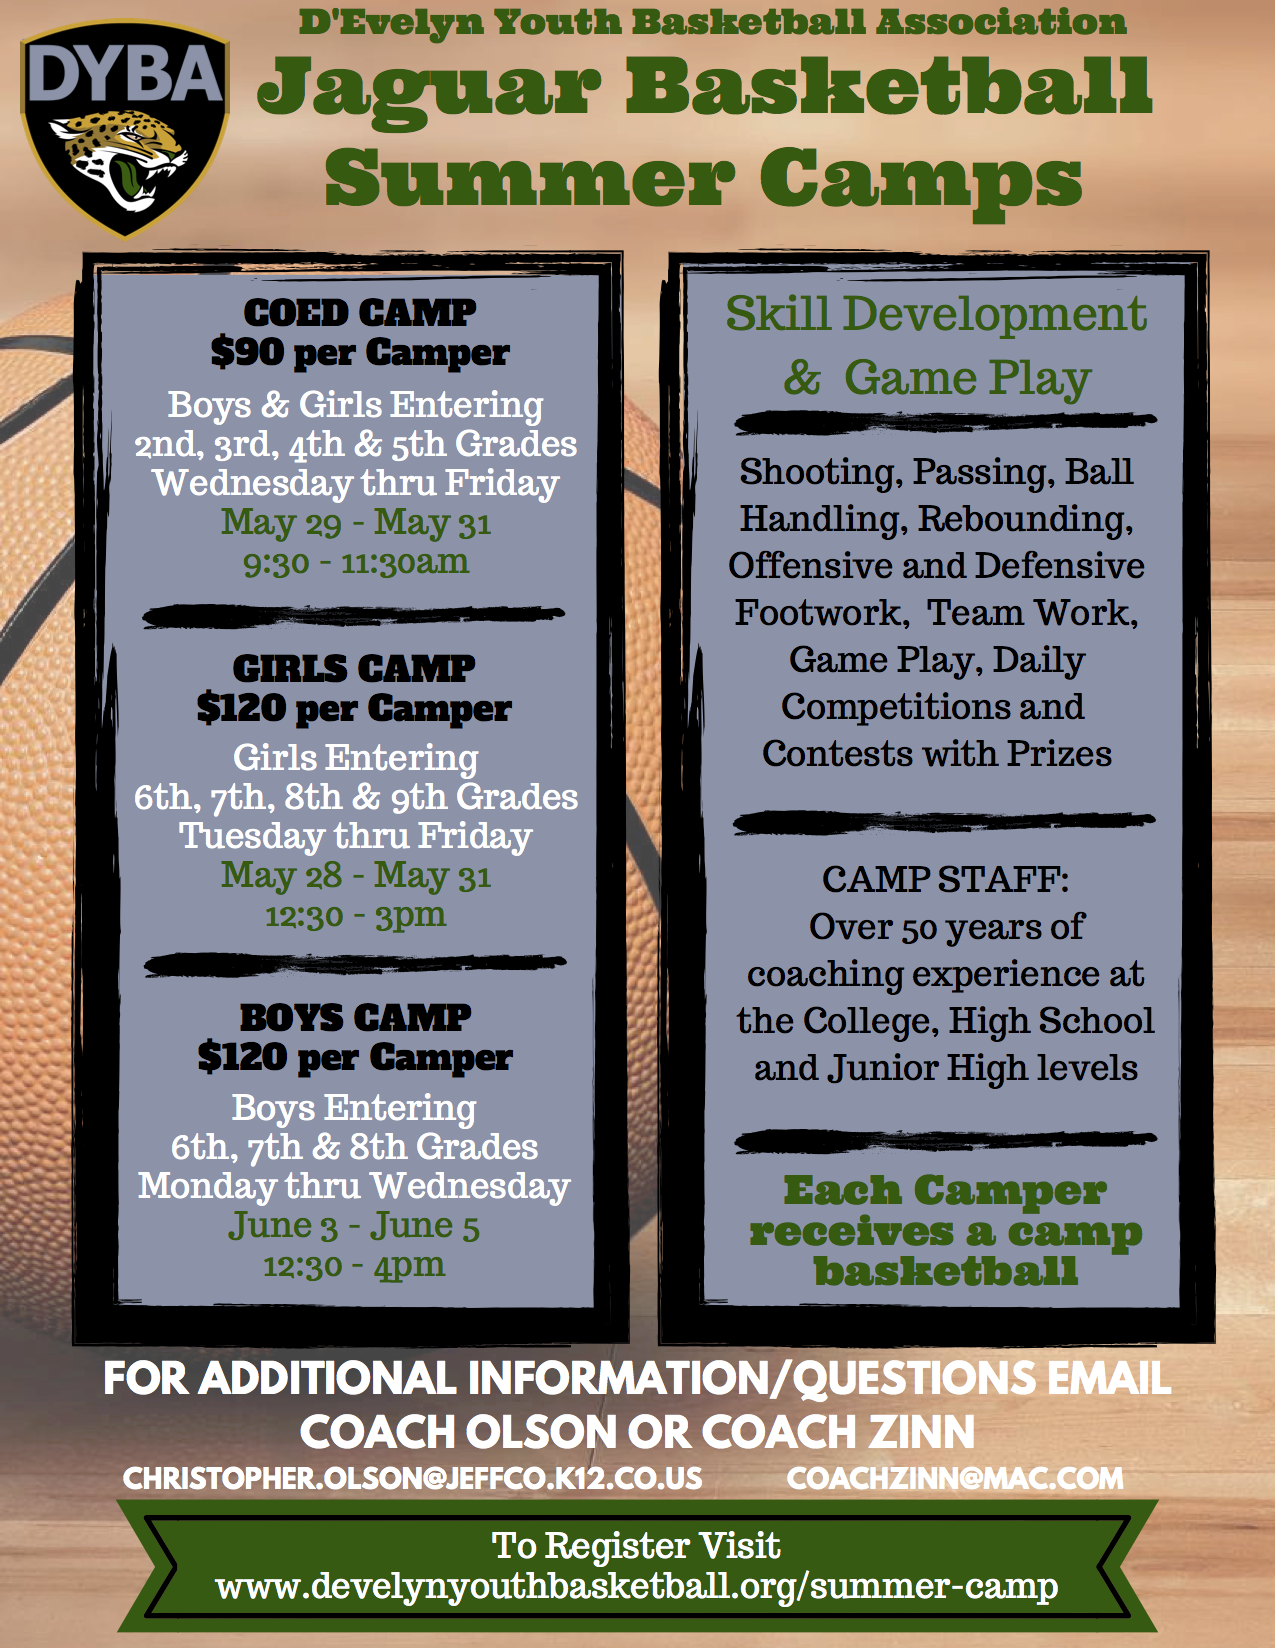 D'Evelyn Youth Basketball Association
DYBA
Jaguar Basketball
Summer Camps
COED CAMP
$90 per Camper
Boys & Girls Entering
2nd, 3rd, 4th & 5th Grades
Wednesday thru Friday
May 29 - May 31
9:30 - 11:30am
GIRLS CAMP
$120 per Camper
Girls Entering
6th, 7th, 8th & 9th Grades
Tuesday thru Friday
May 28 - May 31
12:30 - 3pm
BOYS CAMP
$120 per Camper
Boys Entering
6th, 7th & 8th Grades
Monday thru Wednesday
June 3 - June 5
12:30 - 4pm
Skill Development
& Game Play
Shooting, Passing, Ball
Handling, Rebounding,
Offensive and Defensive
Footwork, Team Work,
Game Play, Daily
Competitions and
Contests with Prizes
CAMP STAFF:
Over 50 years of
coaching experience at
the College, High School
and Junior High levels
Each Camper
receives a camp
basketball
FOR ADDITIONAL INFORMATION/QUESTIONS EMAIL
COACH OLSON OR COACH ZINN
CHRISTOPHER.OLSON@JEFFCO.K12.CO.US COACHZINN@MAC.COM
To Register Visit
www.develynyouthbasketball.org/summer-camp